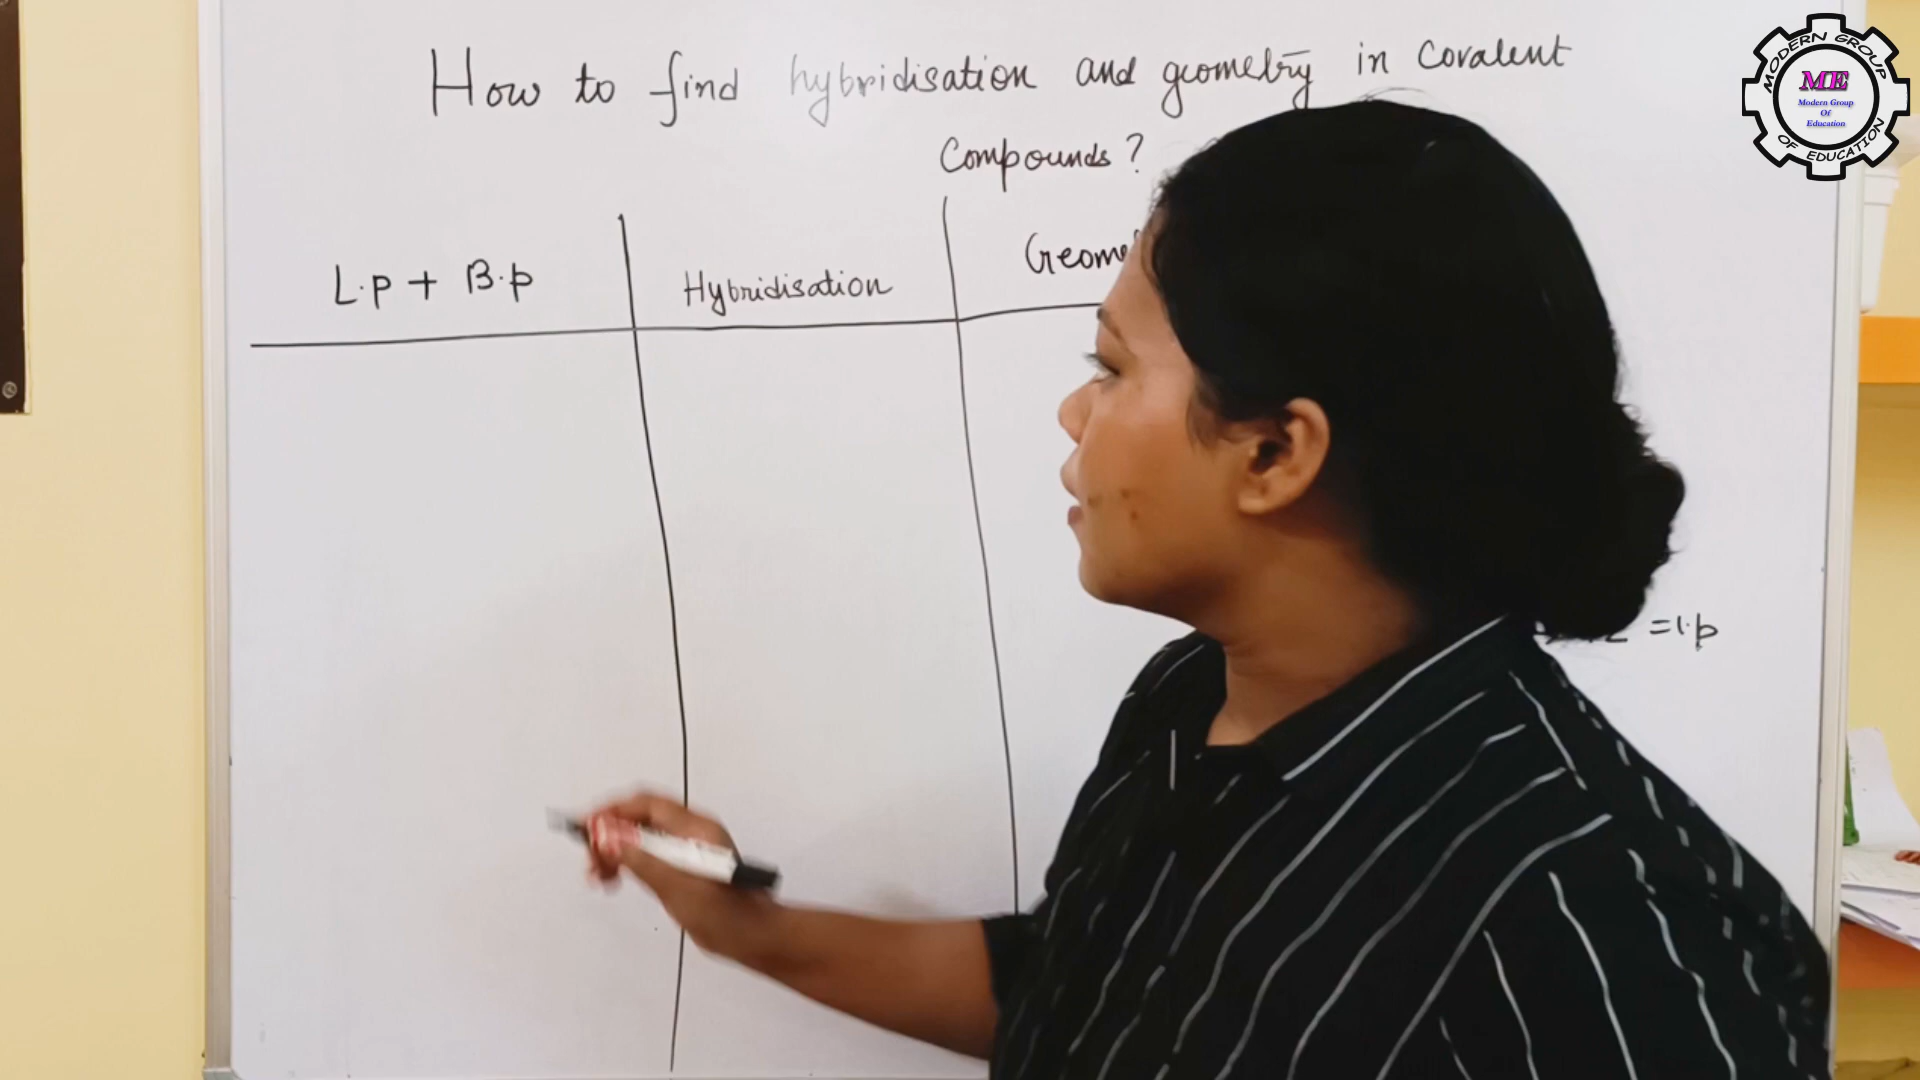 How to find hybridisation and geometry in Covalent
Compounds?
L.p + B.p
Hybridisation
Geome
=l.p
MODERN GROUP
ME
Modern Group
Of
Education
OF EDUCATION